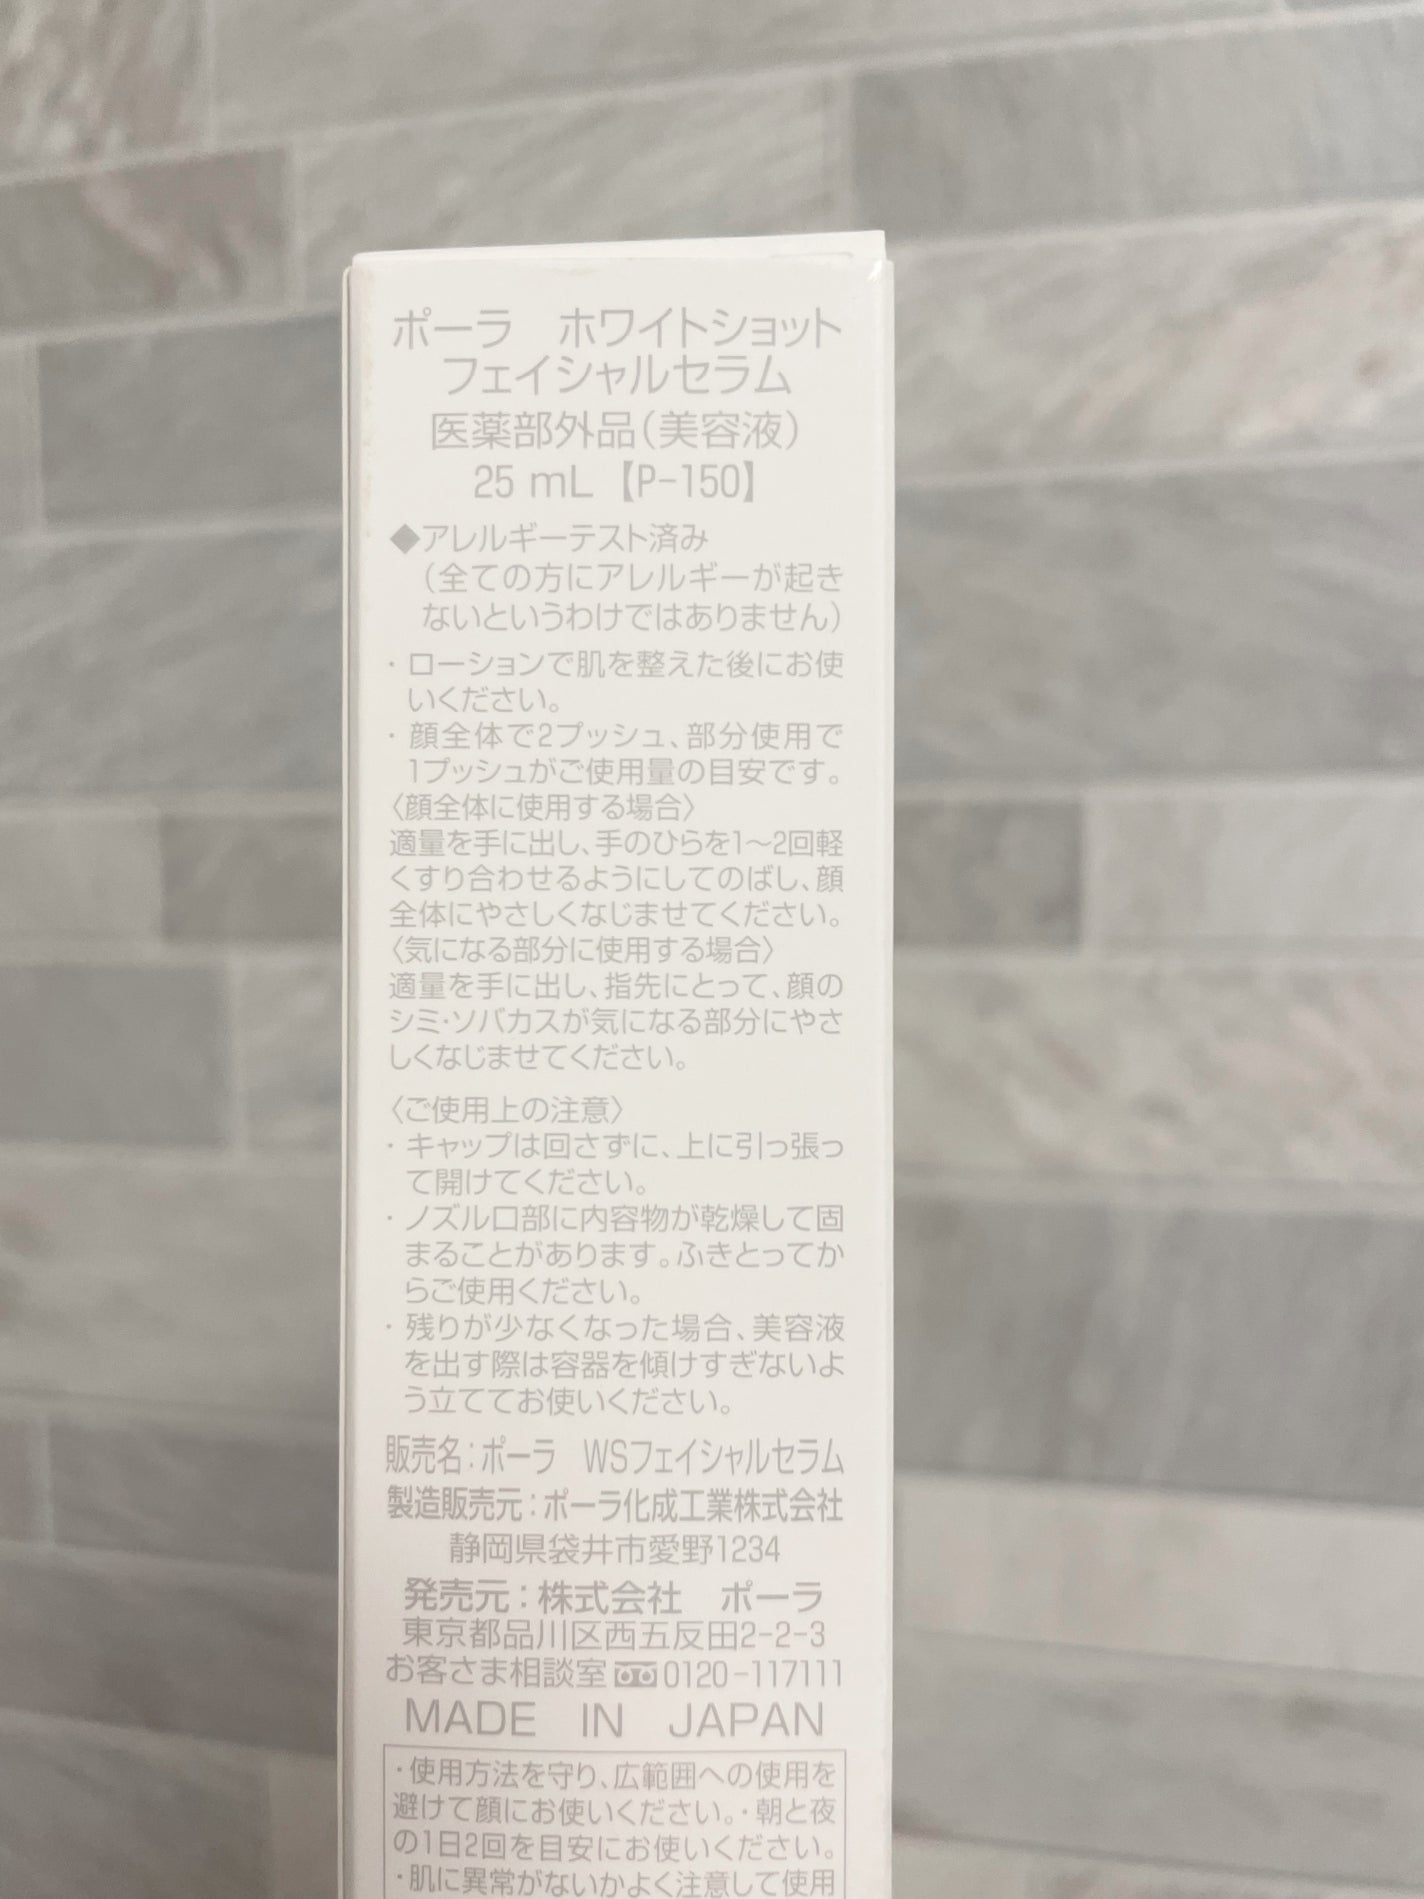 ポーラ　ホワイトショット
フェイシャルセラム
医薬部外品（美容液）
25 mL【P-150】
◆アレルギーテスト済み
（全ての方にアレルギーが起き
ないというわけではありません）
・ローションで肌を整えた後にお使
いください。
・顔全体で2プッシュ、部分使用で
1プッシュがご使用量の目安です。
〈顔全体に使用する場合〉
適量を手に出し、手のひらを1～2回軽
くすり合わせるようにしてのばし、顔
全体にやさしくなじませてください。
〈気になる部分に使用する場合〉
適量を手に出し、指先にとって、顔の
シミ・ソバカスが気になる部分にやさ
しくなじませてください。
〈ご使用上の注意〉
・キャップは回さずに、上に引っ張っ
て開けてください。
・ノズル口部に内容物が乾燥して固
まることがあります。ふきとってか
らご使用ください。
・残りが少なくなった場合、美容液
を出す際は容器を傾けすぎないよ
う立ててお使いください。
販売名：ポーラ　WSフェイシャルセラム
製造販売元：ポーラ化成工業株式会社
静岡県袋井市愛野1234
発売元：株式会社　ポーラ
東京都品川区西五反田2-2-3
お客さま相談室 0120-117111
MADE IN JAPAN
・使用方法を守り、広範囲への使用を
避けて顔にお使いください。・朝と夜
の1日2回を目安にお使いください。
・肌に異常がないかよく注意して使用